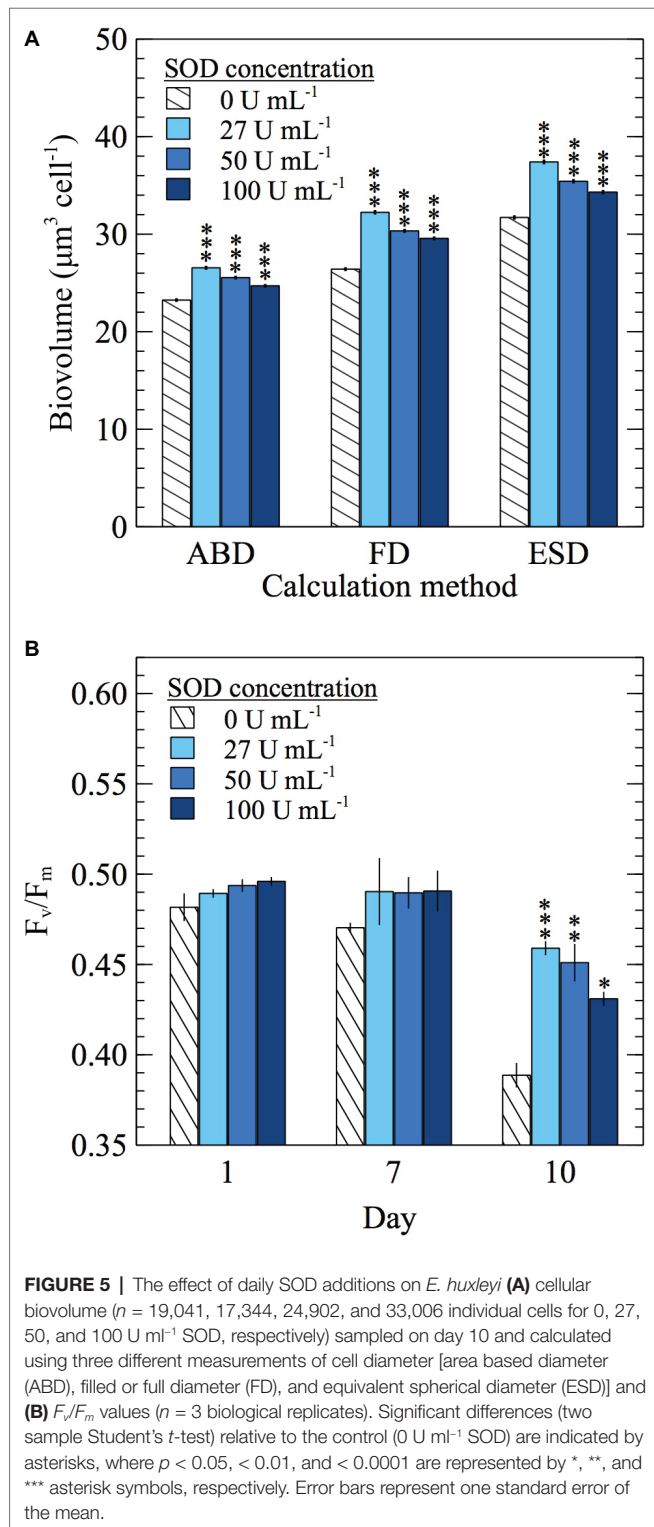 A
50
40
30
20
10
0
Biovolume (µm³ cell⁻¹)
SOD concentration
0 U mL⁻¹
27 U mL⁻¹
50 U mL⁻¹
100 U mL⁻¹
*** *** ***
*** *** ***
*** *** ***
ABD FD ESD
Calculation method
B
0.60
0.55
0.50
0.45
0.40
0.35
Fᵥ/Fₘ
SOD concentration
0 U mL⁻¹
27 U mL⁻¹
50 U mL⁻¹
100 U mL⁻¹
*** ** *
1 7 10
Day
FIGURE 5 | The effect of daily SOD additions on E. huxleyi (A) cellular
biovolume (n = 19,041, 17,344, 24,902, and 33,006 individual cells for 0, 27,
50, and 100 U ml⁻¹ SOD, respectively) sampled on day 10 and calculated
using three different measurements of cell diameter [area based diameter
(ABD), filled or full diameter (FD), and equivalent spherical diameter (ESD)] and
(B) Fᵥ/Fₘ values (n = 3 biological replicates). Significant differences (two
sample Student's t-test) relative to the control (0 U ml⁻¹ SOD) are indicated by
asterisks, where p < 0.05, < 0.01, and < 0.0001 are represented by *, **, and
*** asterisk symbols, respectively. Error bars represent one standard error of
the mean.